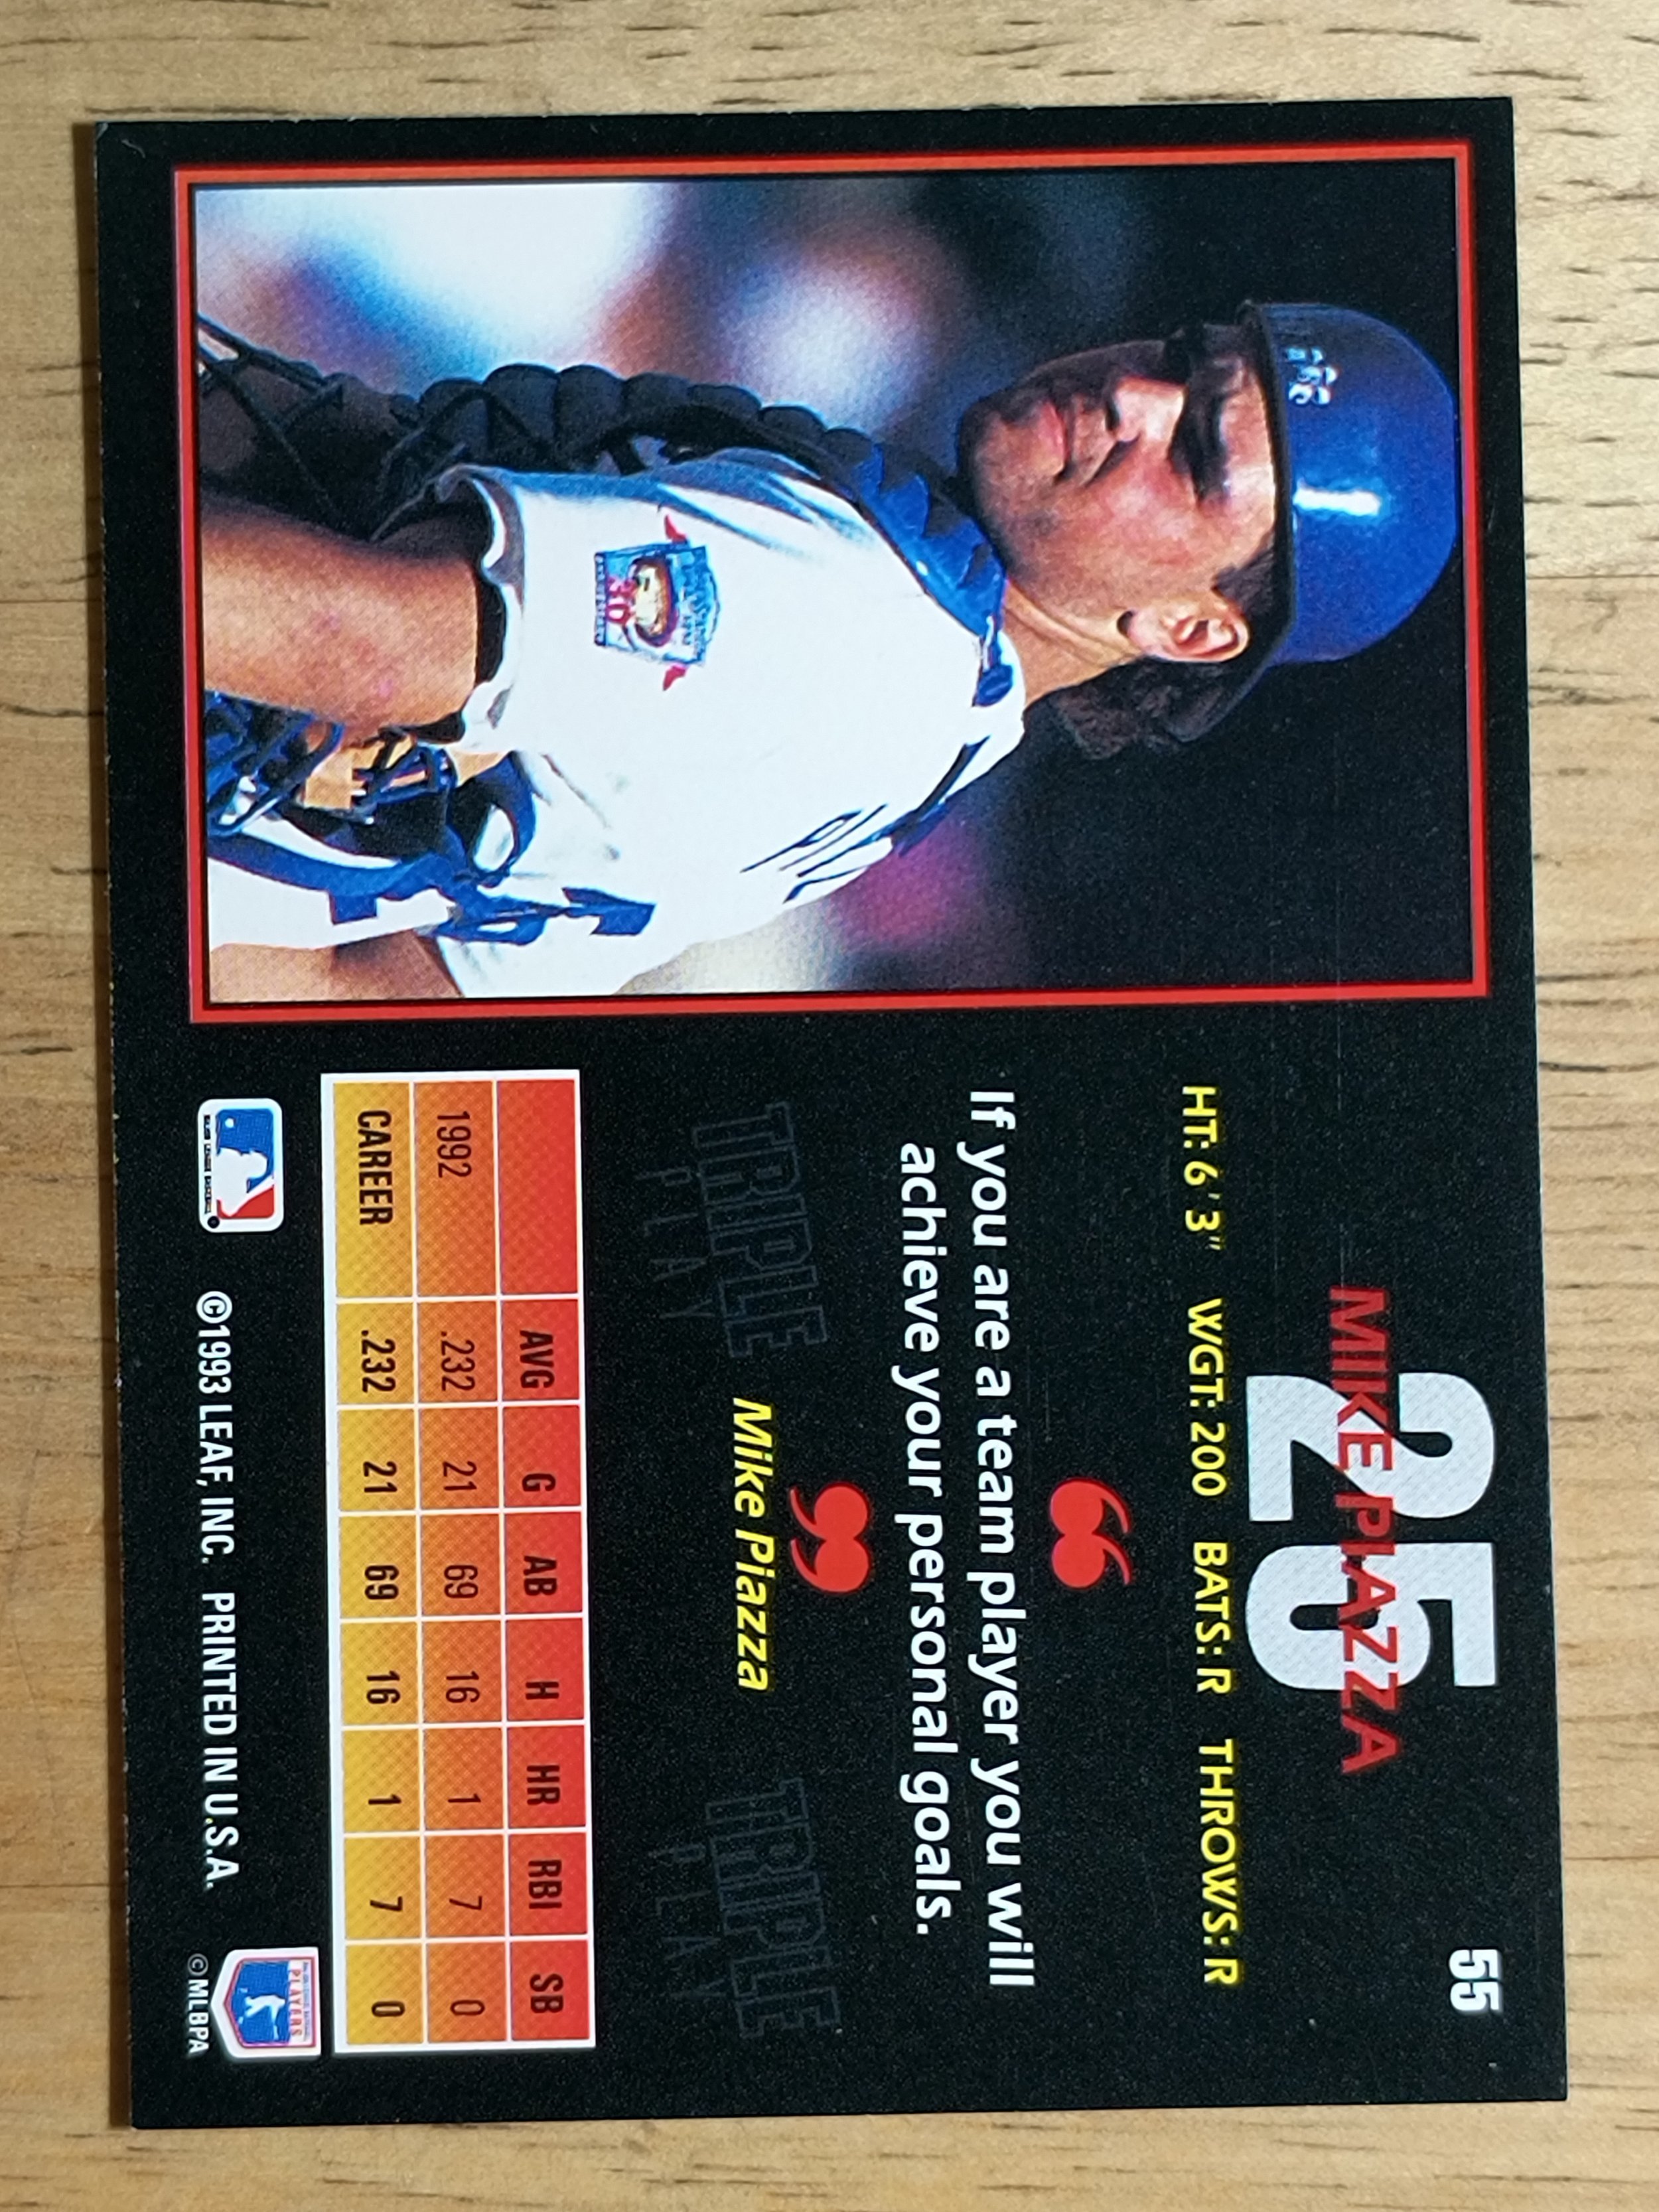 55
25
MIKE PIAZZA
HT: 6'3" WGT: 200 BATS: R THROWS: R
“
If you are a team player you will
achieve your personal goals.
”
Mike Piazza
TRIPLE PLAY TRIPLE PLAY
AVG G AB H HR RBI SB
1992 .232 21 69 16 1 7 0
CAREER .232 21 69 16 1 7 0
©1993 LEAF, INC. PRINTED IN U.S.A.
PLAYERS
©MLBPA